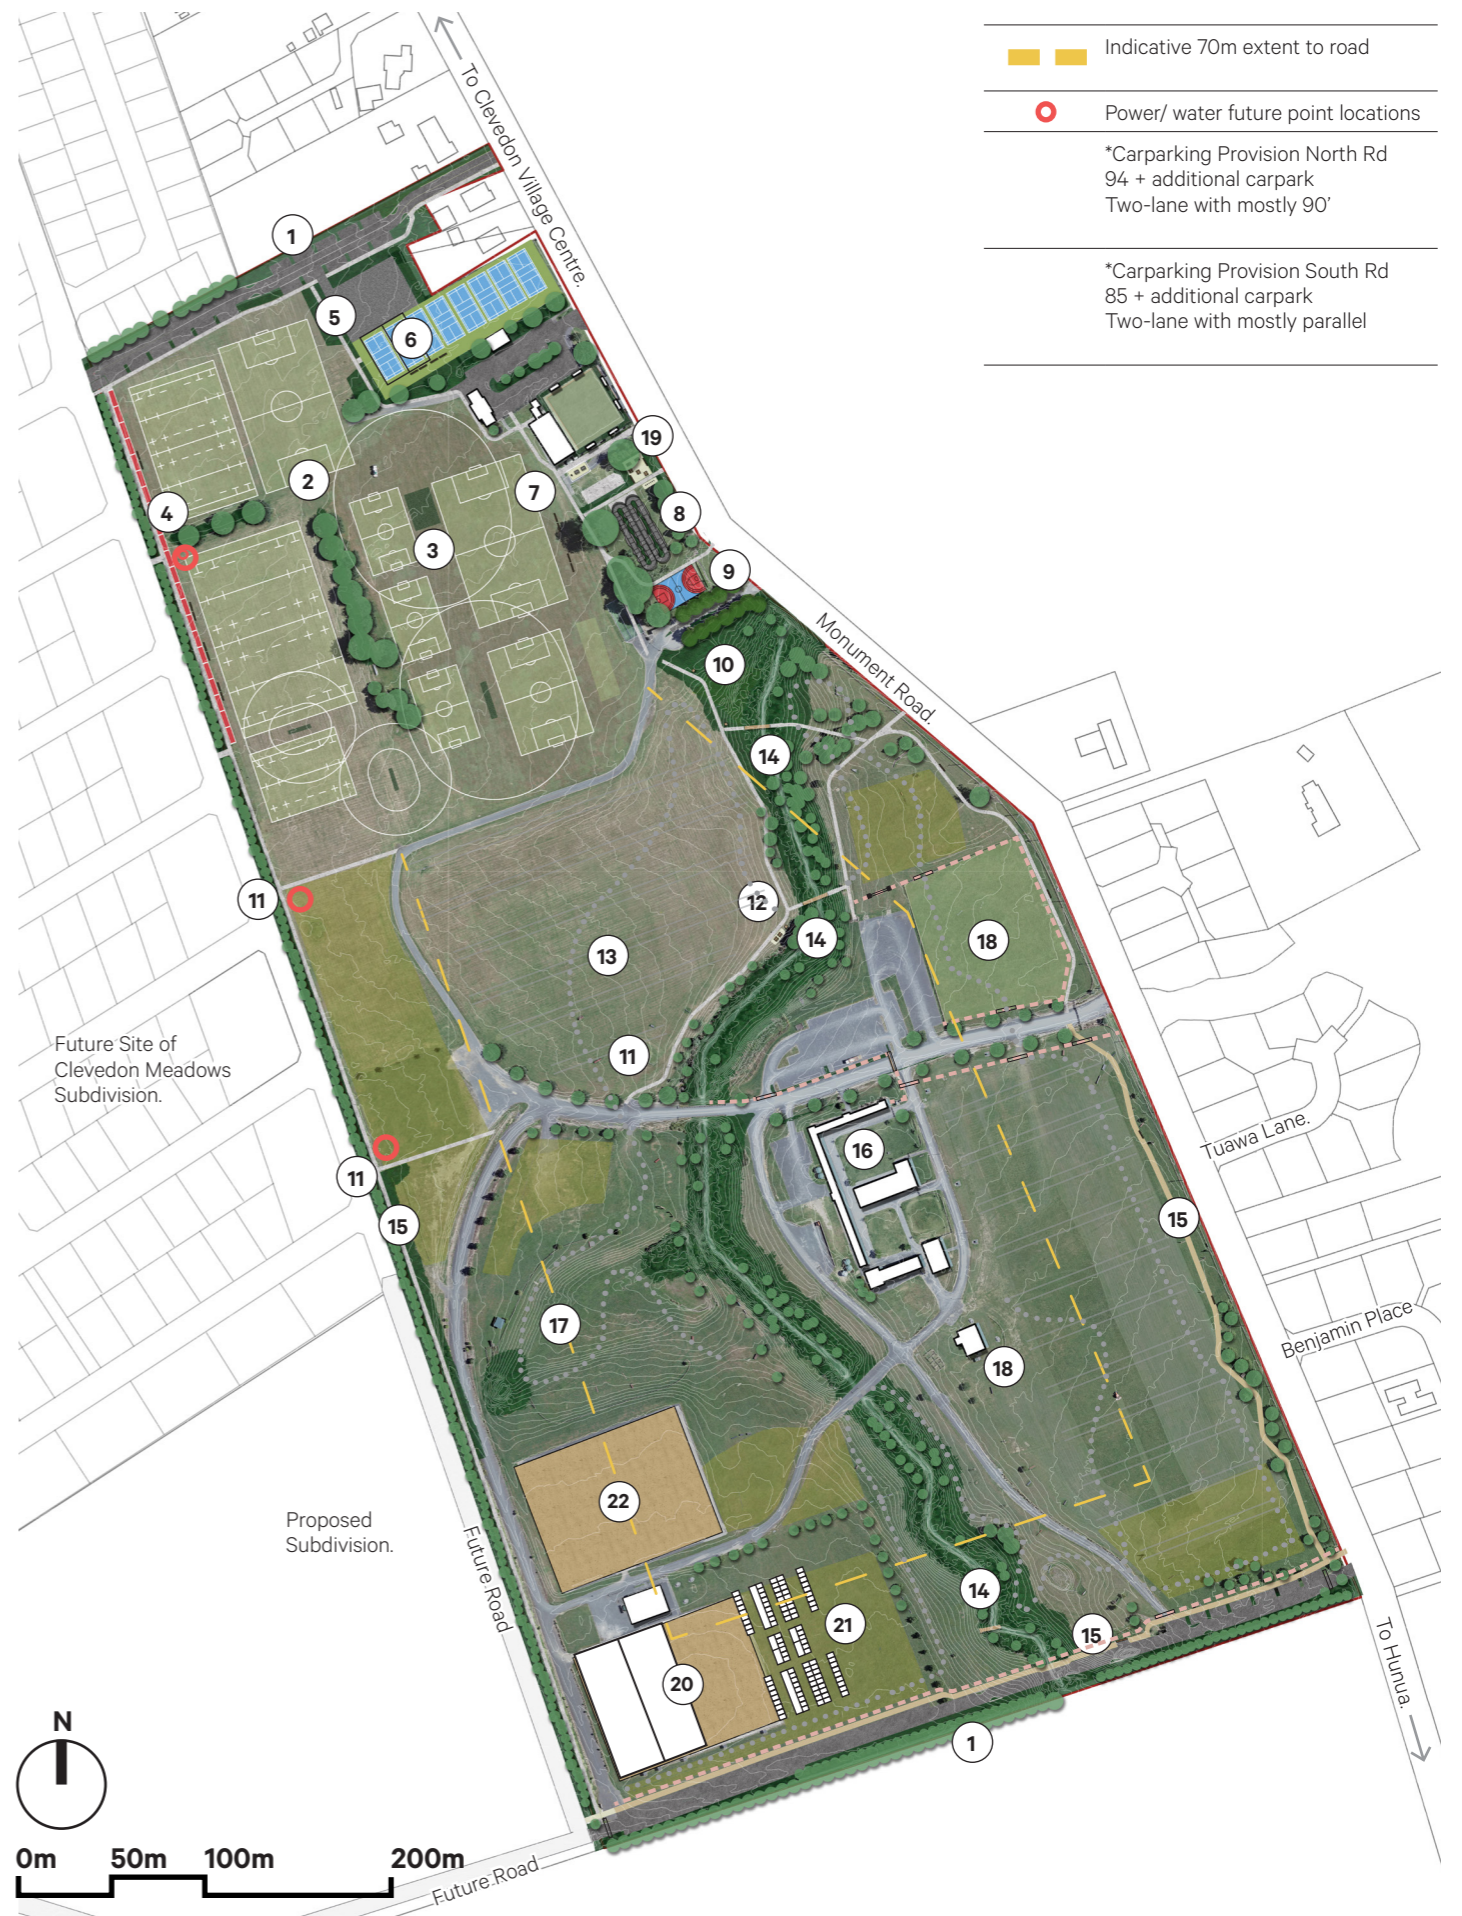 Indicative 70m extent to road
Power/ water future point locations
*Carparking Provision North Rd
94 + additional carpark
Two-lane with mostly 90'
*Carparking Provision South Rd
85 + additional carpark
Two-lane with mostly parallel
To Clevedon Village Centre.
1
5
6
19
2
7
4
8
3
9
10
Monument Road.
14
11
12
13
14
18
11
Future Site of
Clevedon Meadows
Subdivision.
16
Tuawa Lane.
11
15
15
17
Benjamin Place
18
22
Proposed
Subdivision.
Future Road
14
21
15
20
To Hunua.
1
N
0m 50m 100m 200m
Future Road